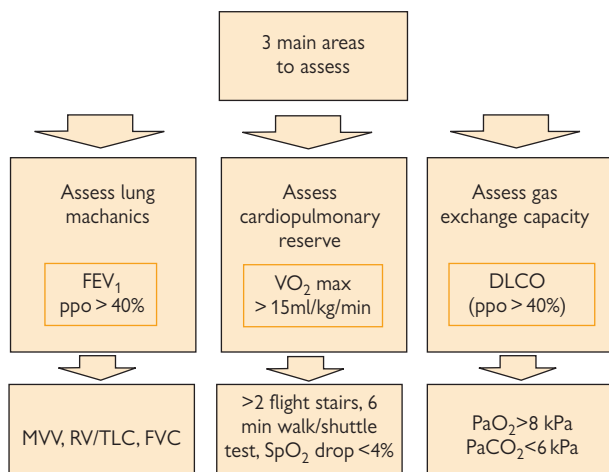 3 main areas
to assess
Assess lung
machanics
FEV₁
ppo > 40%
Assess
cardiopulmonary
reserve
VO₂ max
> 15ml/kg/min
Assess gas
exchange capacity
DLCO
(ppo > 40%)
MVV, RV/TLC, FVC
>2 flight stairs, 6
min walk/shuttle
test, SpO₂ drop <4%
PaO₂>8 kPa
PaCO₂<6 kPa